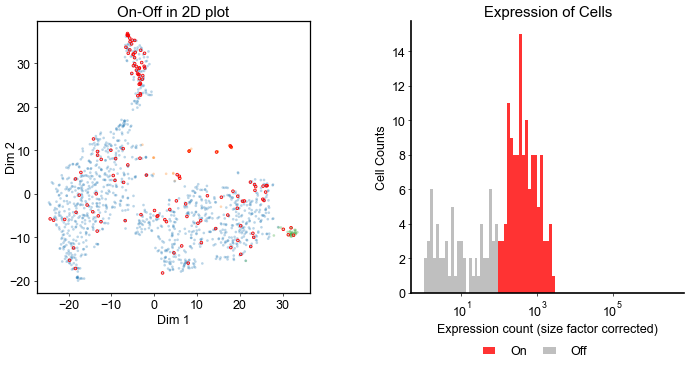 On-Off in 2D plot
Expression of Cells
Dim 2
30
20
10
0
−10
−20
−20
−10
0
10
20
30
Dim 1
Cell Counts
14
12
10
8
6
4
2
0
10^1
10^3
10^5
Expression count (size factor corrected)
On
Off